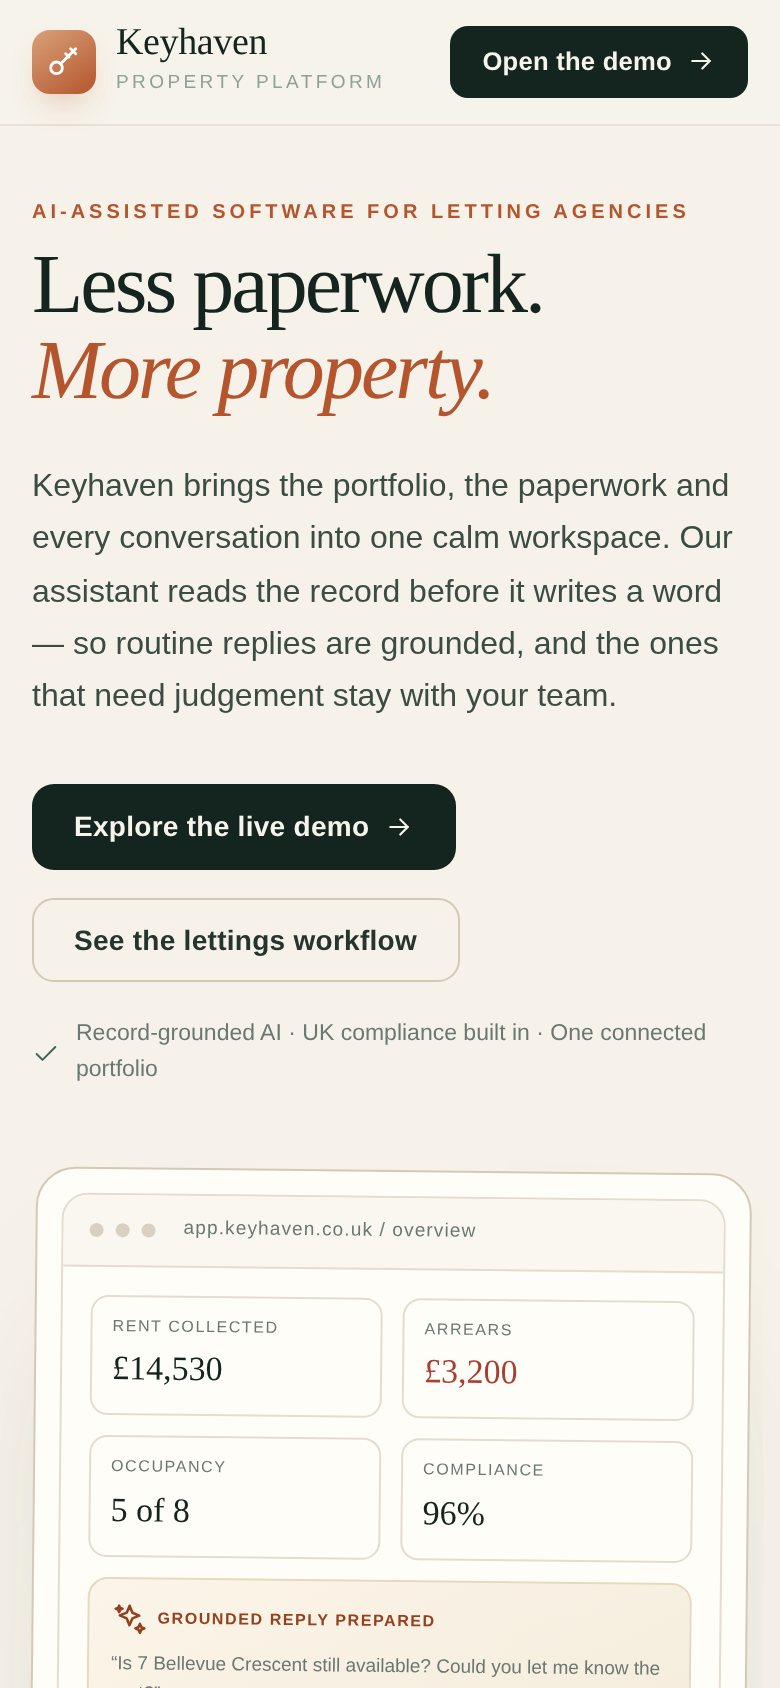 Keyhaven
PROPERTY PLATFORM
Open the demo
AI-ASSISTED SOFTWARE FOR LETTING AGENCIES
Less paperwork.
More property.
Keyhaven brings the portfolio, the paperwork and
every conversation into one calm workspace. Our
assistant reads the record before it writes a word
— so routine replies are grounded, and the ones
that need judgement stay with your team.
Explore the live demo
See the lettings workflow
Record-grounded AI · UK compliance built in · One connected
portfolio
app.keyhaven.co.uk / overview
RENT COLLECTED
£14,530
ARREARS
£3,200
OCCUPANCY
5 of 8
COMPLIANCE
96%
GROUNDED REPLY PREPARED
“Is 7 Bellevue Crescent still available? Could you let me know the